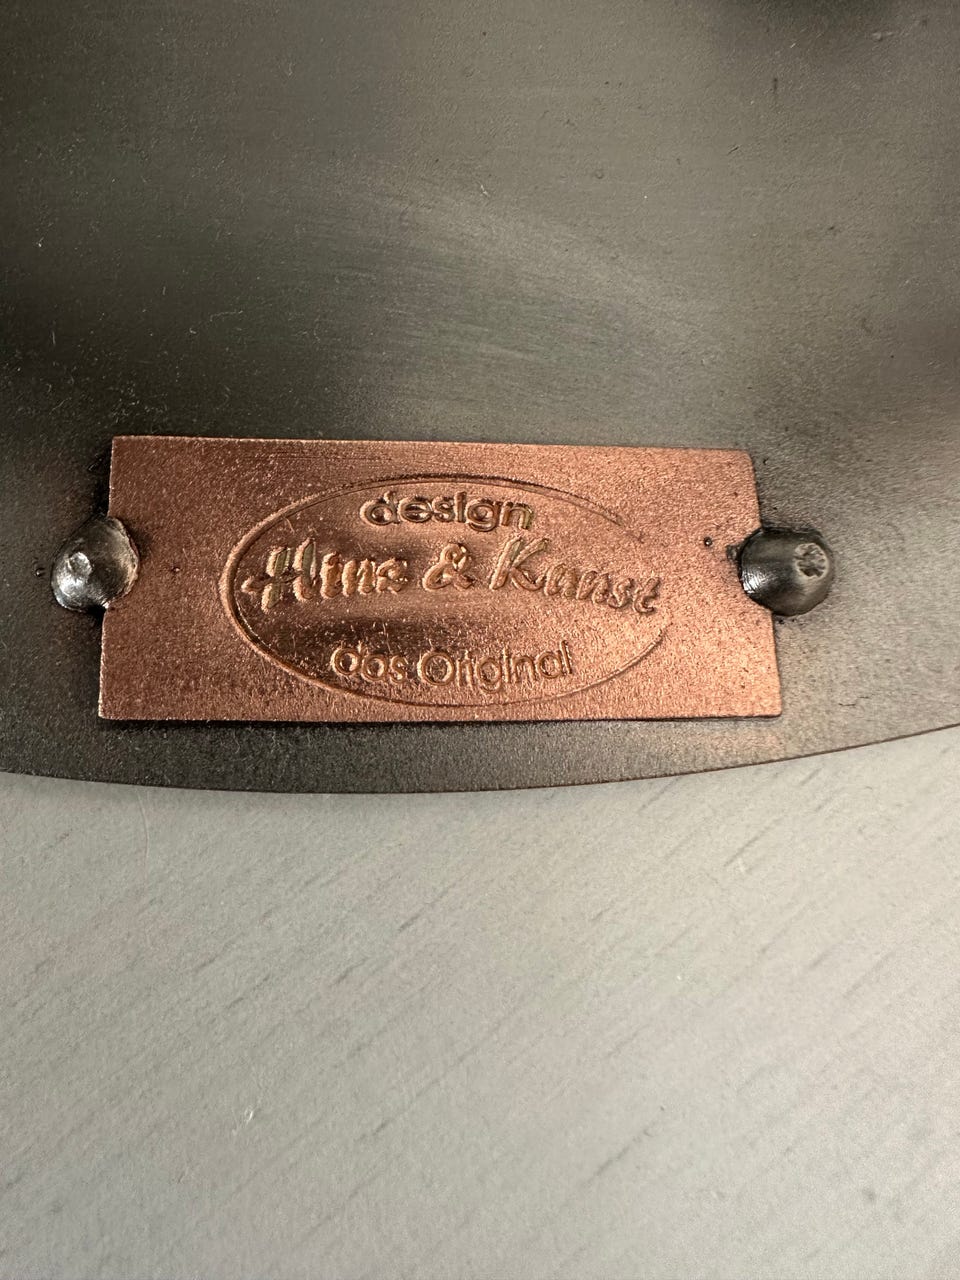 design
Hinz & Kunst
das Original